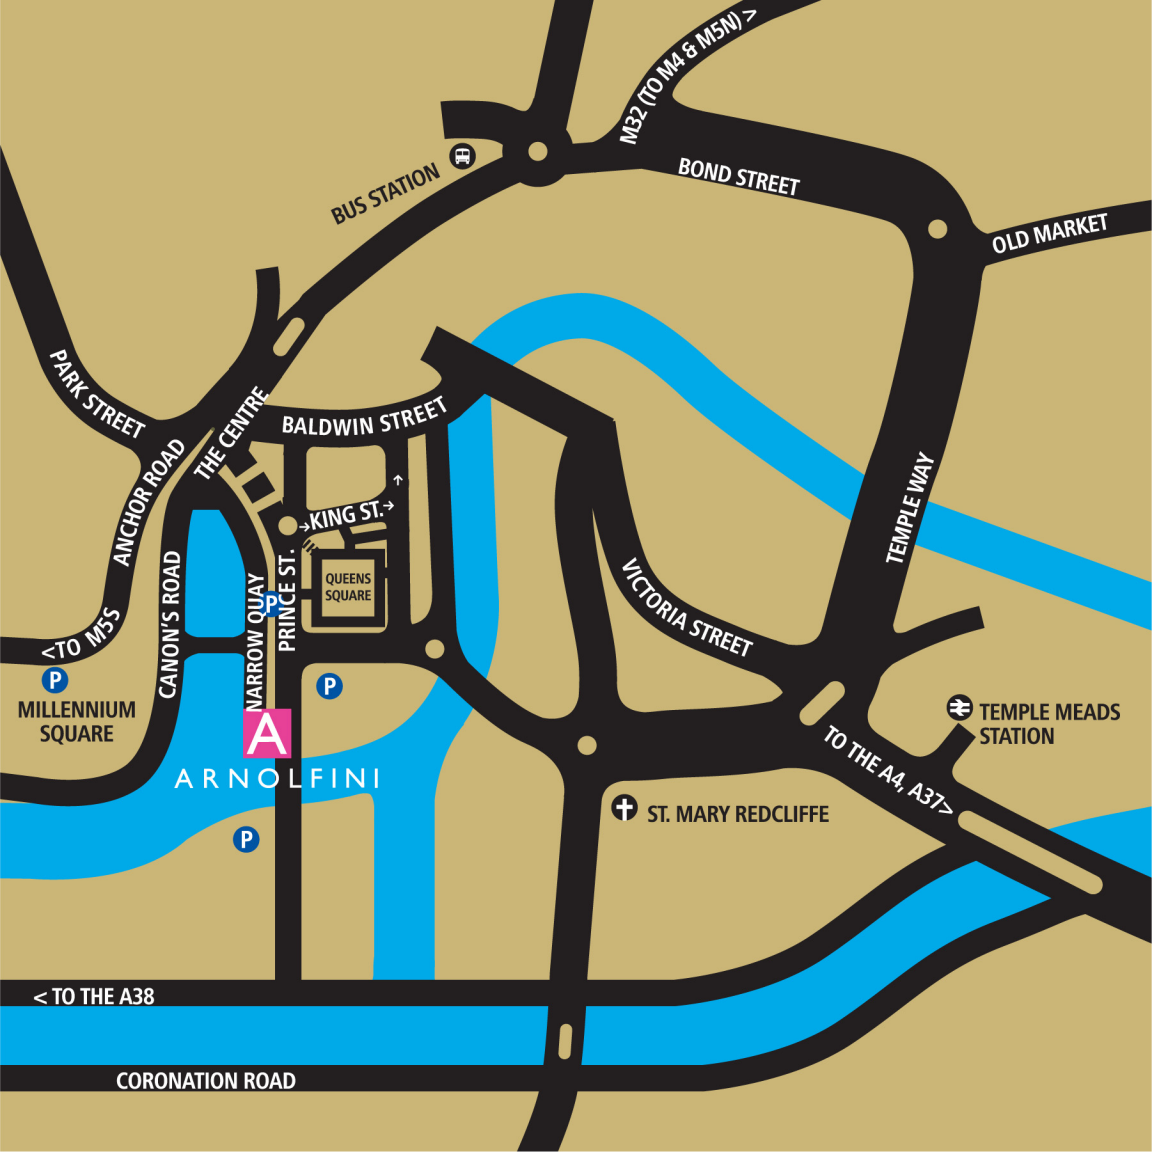 M32 (TO M4 & M5N) >
BUS STATION
BOND STREET
OLD MARKET
PARK STREET
THE CENTRE
BALDWIN STREET
ANCHOR ROAD
→KING ST.→
TEMPLE WAY
QUEENS
SQUARE
CANON'S ROAD
NARROW QUAY
P
PRINCE ST.
VICTORIA STREET
<TO M5S
P
MILLENNIUM
SQUARE
P
A
ARNOLFINI
TEMPLE MEADS
STATION
TO THE A4, A37>
P
ST. MARY REDCLIFFE
< TO THE A38
CORONATION ROAD